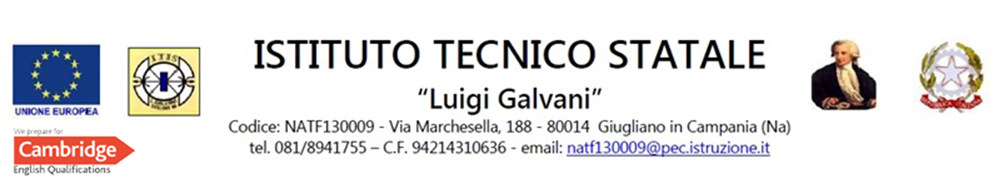 ISTITUTO TECNICO STATALE
“Luigi Galvani”
Codice: NATF130009 - Via Marchesella, 188 - 80014 Giugliano in Campania (Na)
tel. 081/8941755 – C.F. 94214310636 - email: natf130009@pec.istruzione.it
UNIONE EUROPEA
We prepare for
Cambridge
English Qualifications